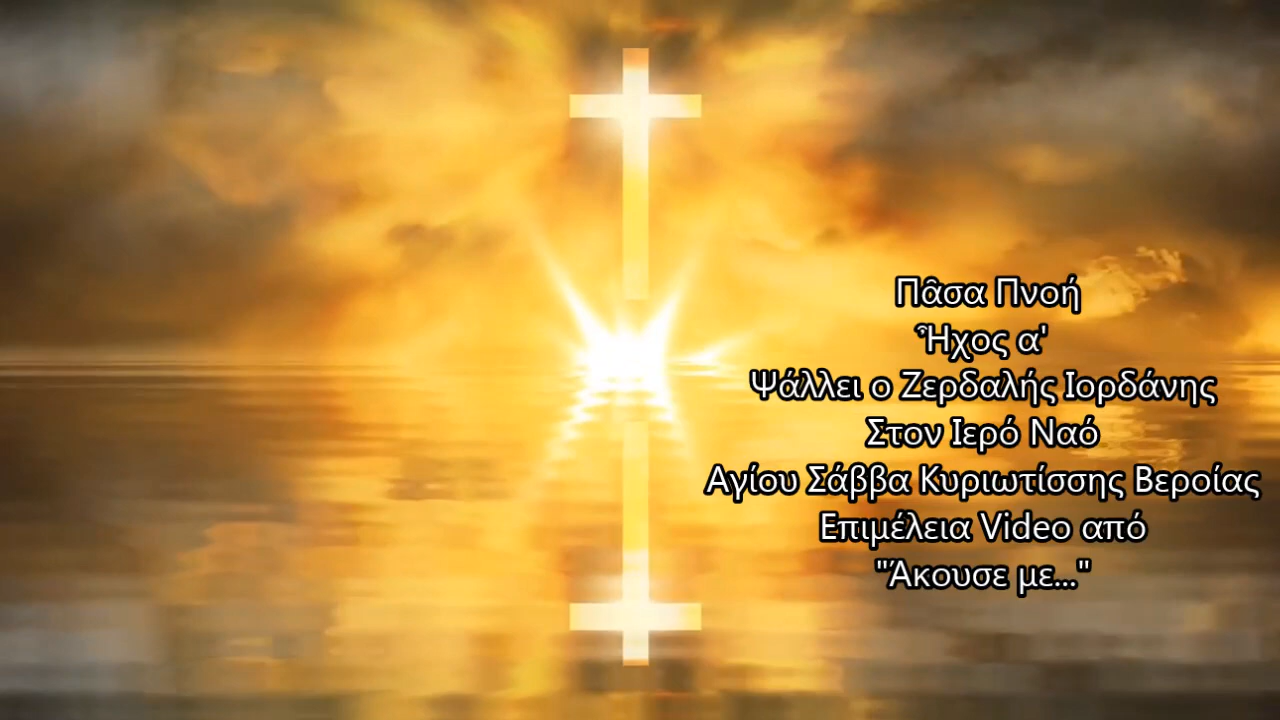 Πᾶσα Πνοή
Ἦχος α'
Ψάλλει ο Ζερδαλής Ιορδάνης
Στον Ιερό Ναό
Αγίου Σάββα Κυριωτίσσης Βεροίας
Επιμέλεια Video από
"Άκουσε με..."